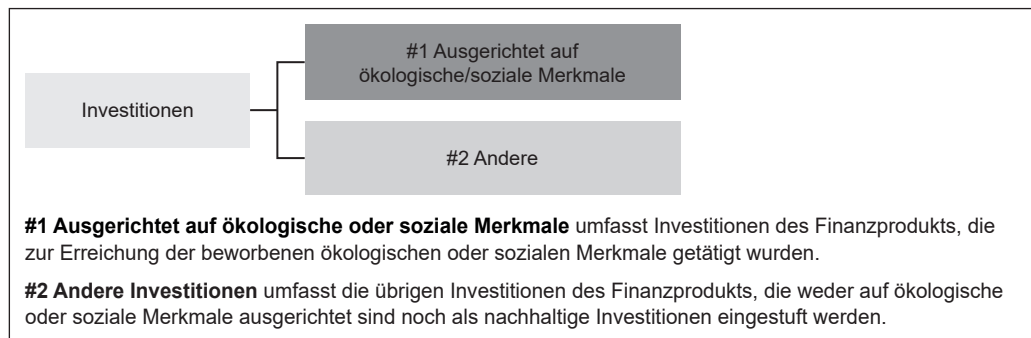 #1 Ausgerichtet auf
ökologische/soziale Merkmale
Investitionen
#2 Andere
#1 Ausgerichtet auf ökologische oder soziale Merkmale umfasst Investitionen des Finanzprodukts, die
zur Erreichung der beworbenen ökologischen oder sozialen Merkmale getätigt wurden.
#2 Andere Investitionen umfasst die übrigen Investitionen des Finanzprodukts, die weder auf ökologische
oder soziale Merkmale ausgerichtet sind noch als nachhaltige Investitionen eingestuft werden.